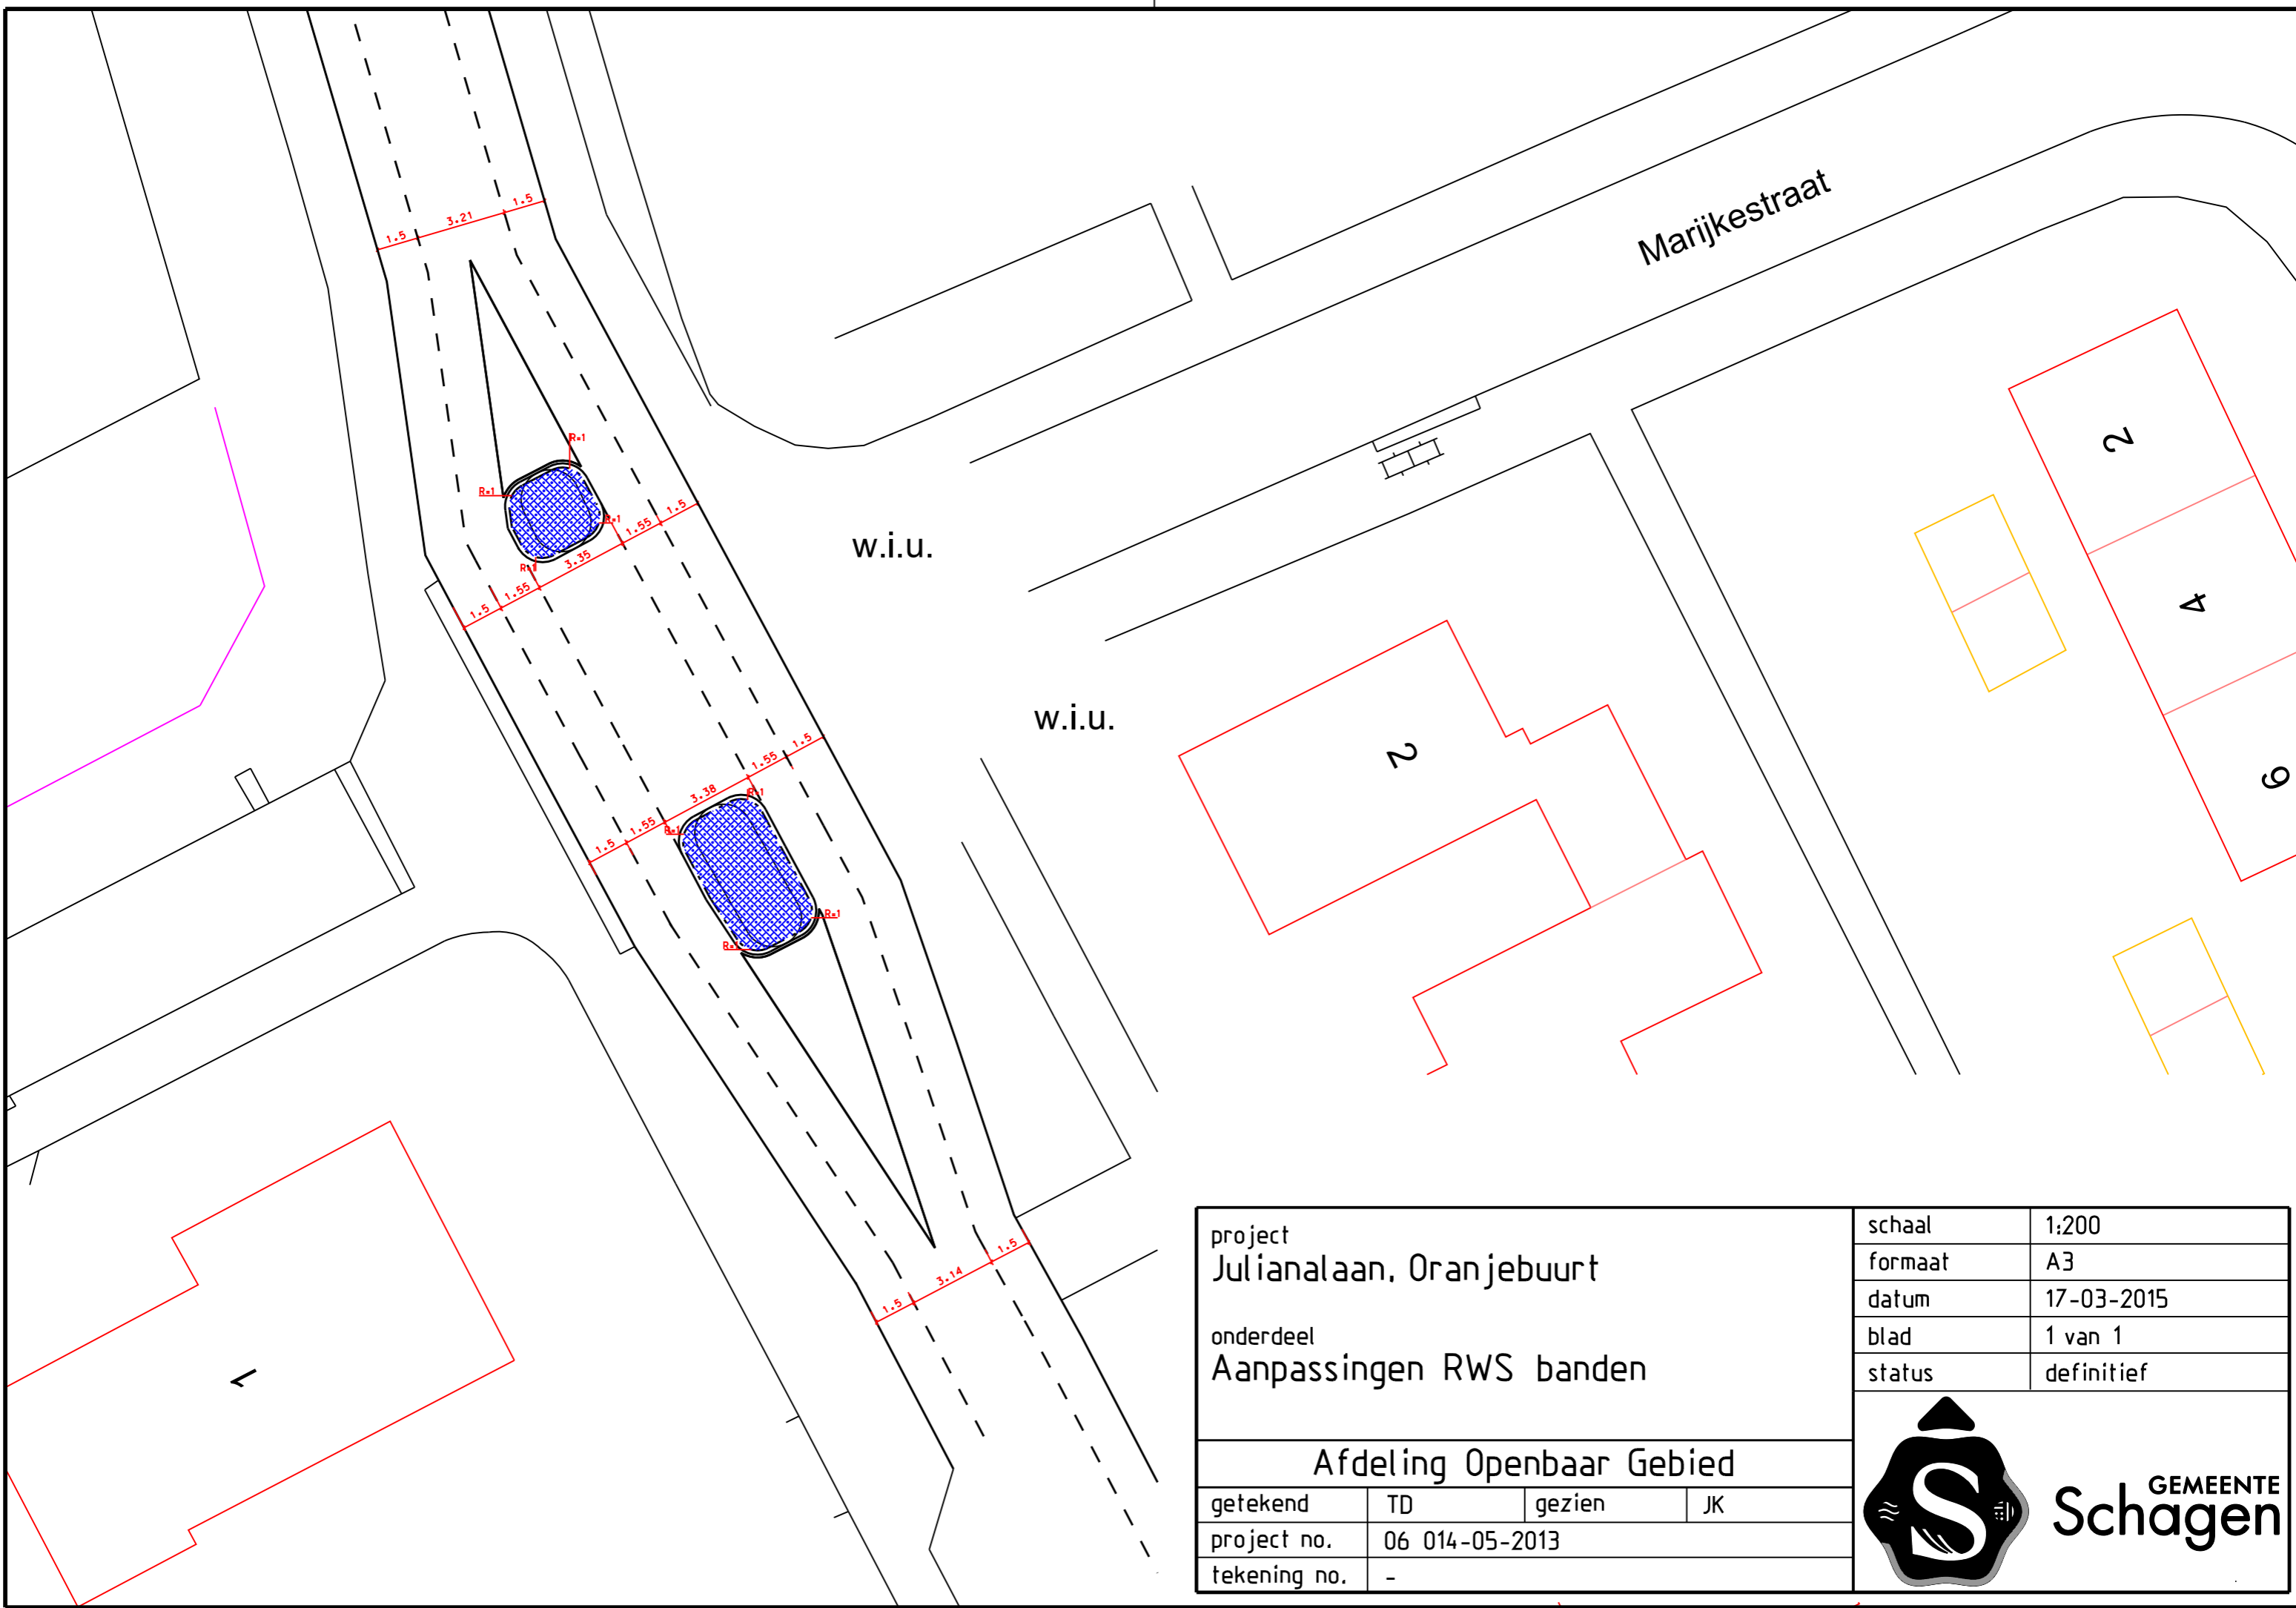 Marijkestraat
1.5
3.21
1.5
R=1
R=1
R=1
R=1
1.5
1.55
3.35
1.55
1.5
w.i.u.
w.i.u.
1.5
1.55
3.38
1.55
1.5
R=1
R=1
R=1
R=1
2
2
4
6
1
1.5
3.14
1.5
project
Julianalaan, Oranjebuurt
onderdeel
Aanpassingen RWS banden
Afdeling Openbaar Gebied
getekend TD gezien JK
project no. 06 014-05-2013
tekening no. -
schaal 1:200
formaat A3
datum 17-03-2015
blad 1 van 1
status definitief
S
GEMEENTE
Schagen